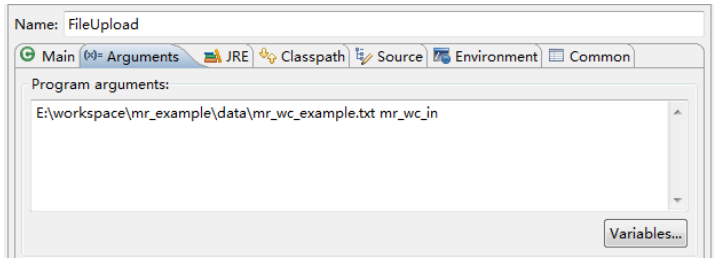 Name: FileUpload
Main (x)= Arguments JRE Classpath Source Environment Common
Program arguments:
E:\workspace\mr_example\data\mr_wc_example.txt mr_wc_in
Variables...